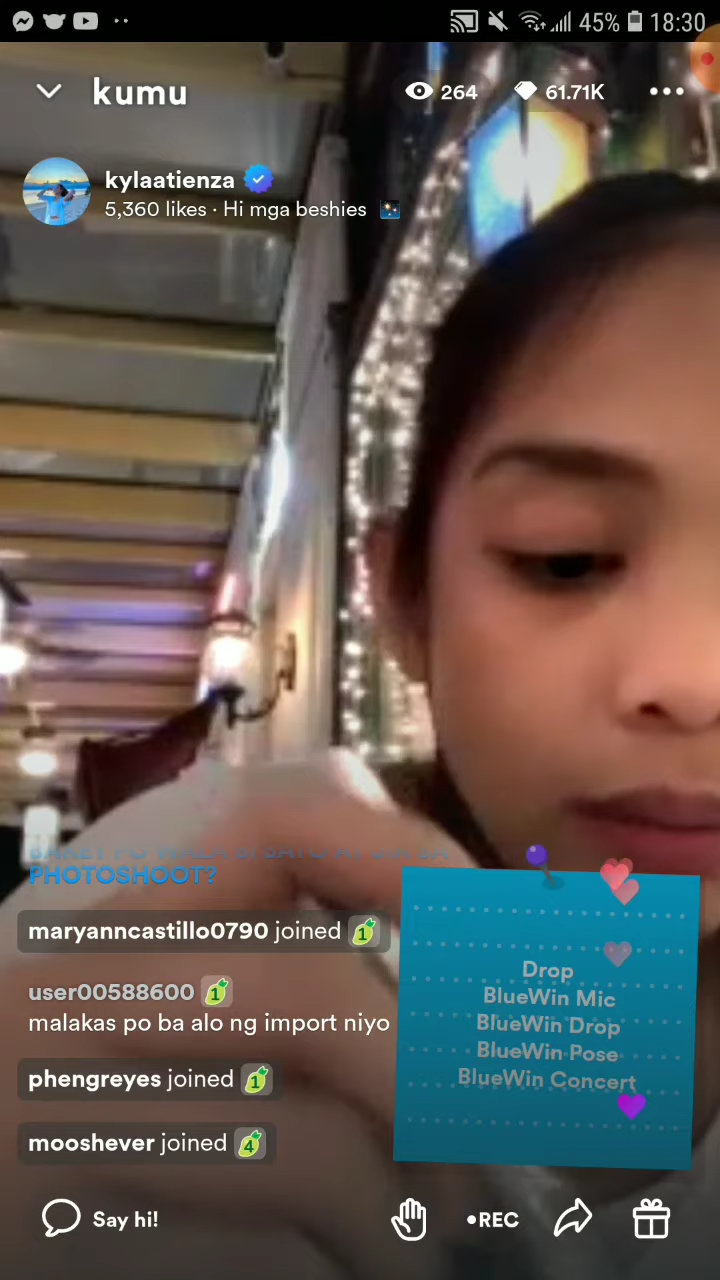 45% 18:30
kumu 264 61.71K
kylaatienza
5,360 likes · Hi mga beshies
PHOTOSHOOT?
maryanncastillo0790 joined 1
user00588600 1
malakas po ba alo ng import niyo
phengreyes joined 1
mooshever joined 4
Drop
BlueWin Mic
BlueWin Drop
BlueWin Pose
BlueWin Concert
Say hi! •REC